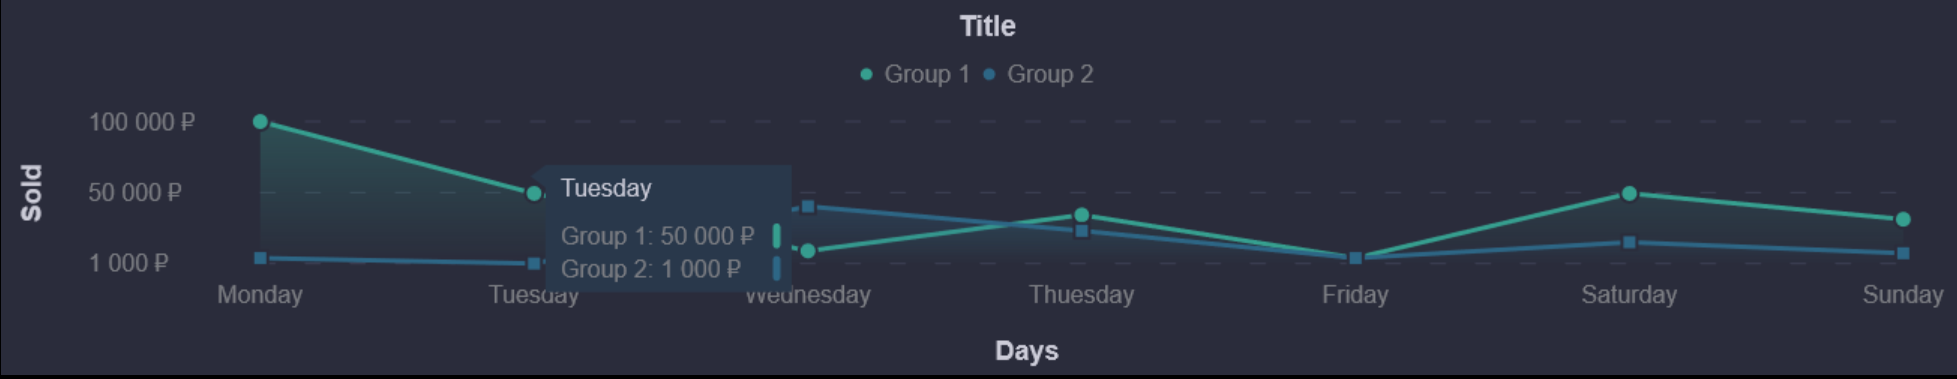 Title
Group 1 Group 2
100 000 ₽
50 000 ₽
1 000 ₽
Sold
Tuesday
Group 1: 50 000 ₽
Group 2: 1 000 ₽
Monday Tuesday Wednesday Thuesday Friday Saturday Sunday
Days